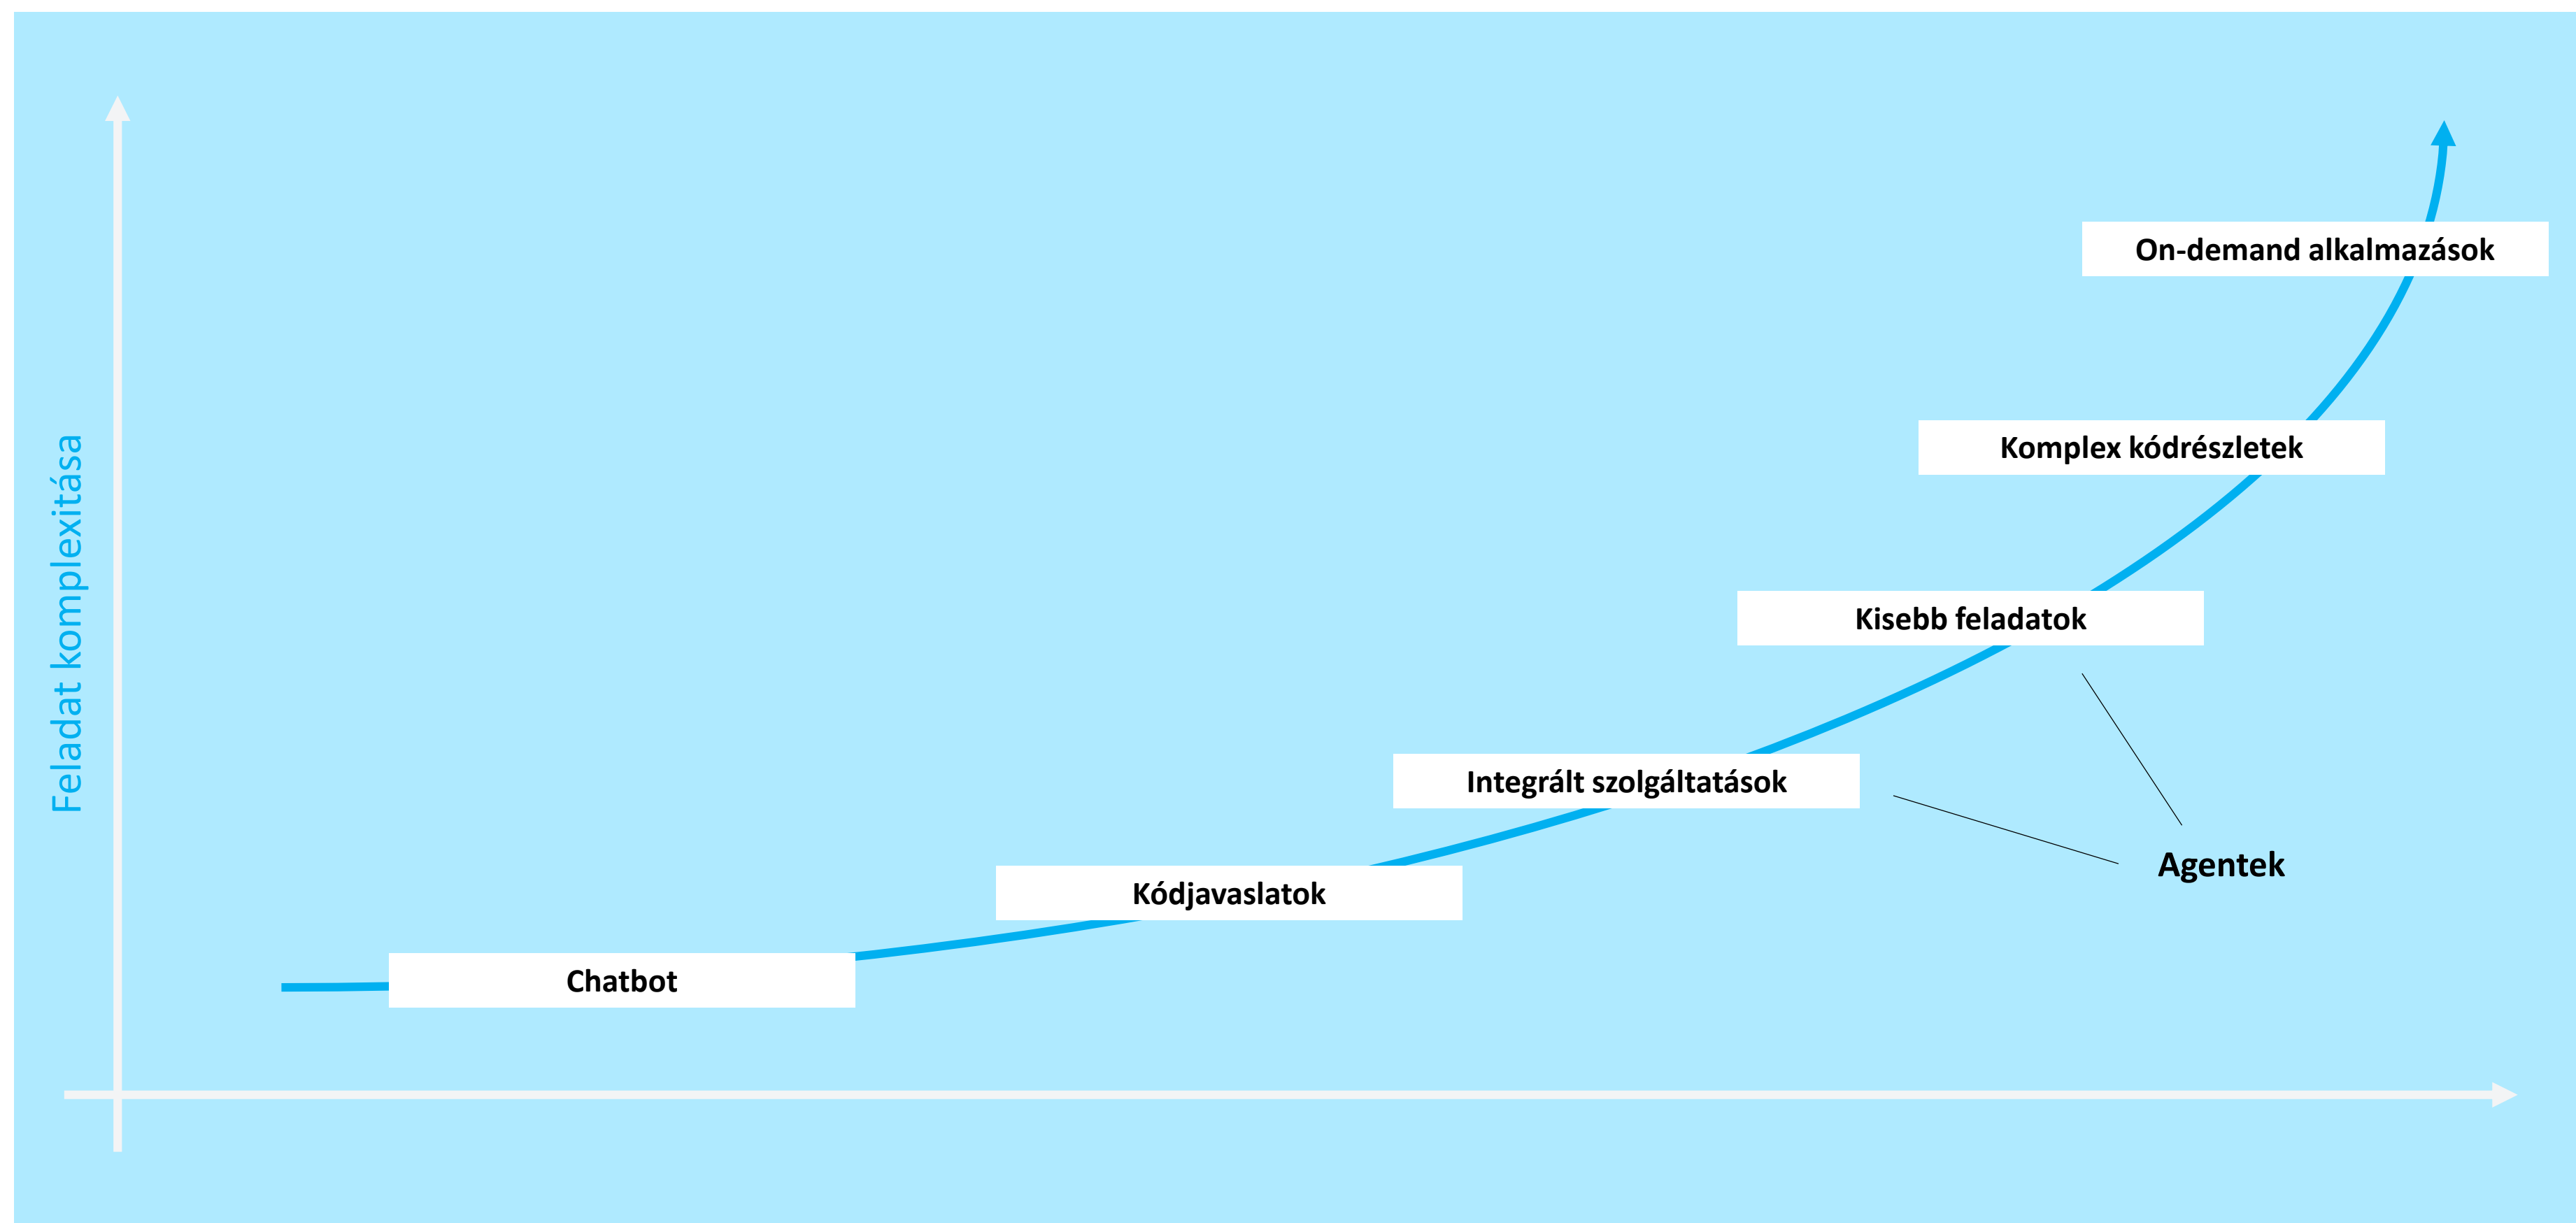 On-demand alkalmazások
Komplex kódrészletek
Feladat komplexitása
Kisebb feladatok
Integrált szolgáltatások
Agentek
Kódjavaslatok
Chatbot